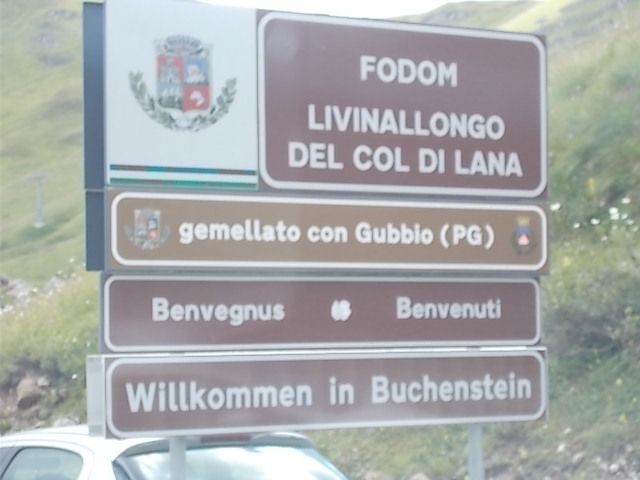 FODOM
LIVINALLONGO
DEL COL DI LANA
gemellato con Gubbio (PG)
Benvegnus Benvenuti
Willkommen in Buchenstein